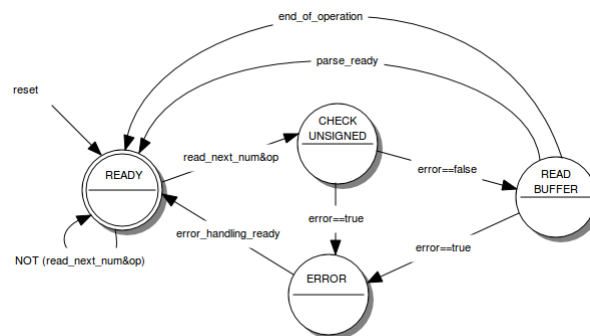 end_of_operation
parse_ready
reset
CHECK
UNSIGNED
read_next_num&op
READY
error==false
READ
BUFFER
error==true
error_handling_ready
error==true
NOT (read_next_num&op)
ERROR